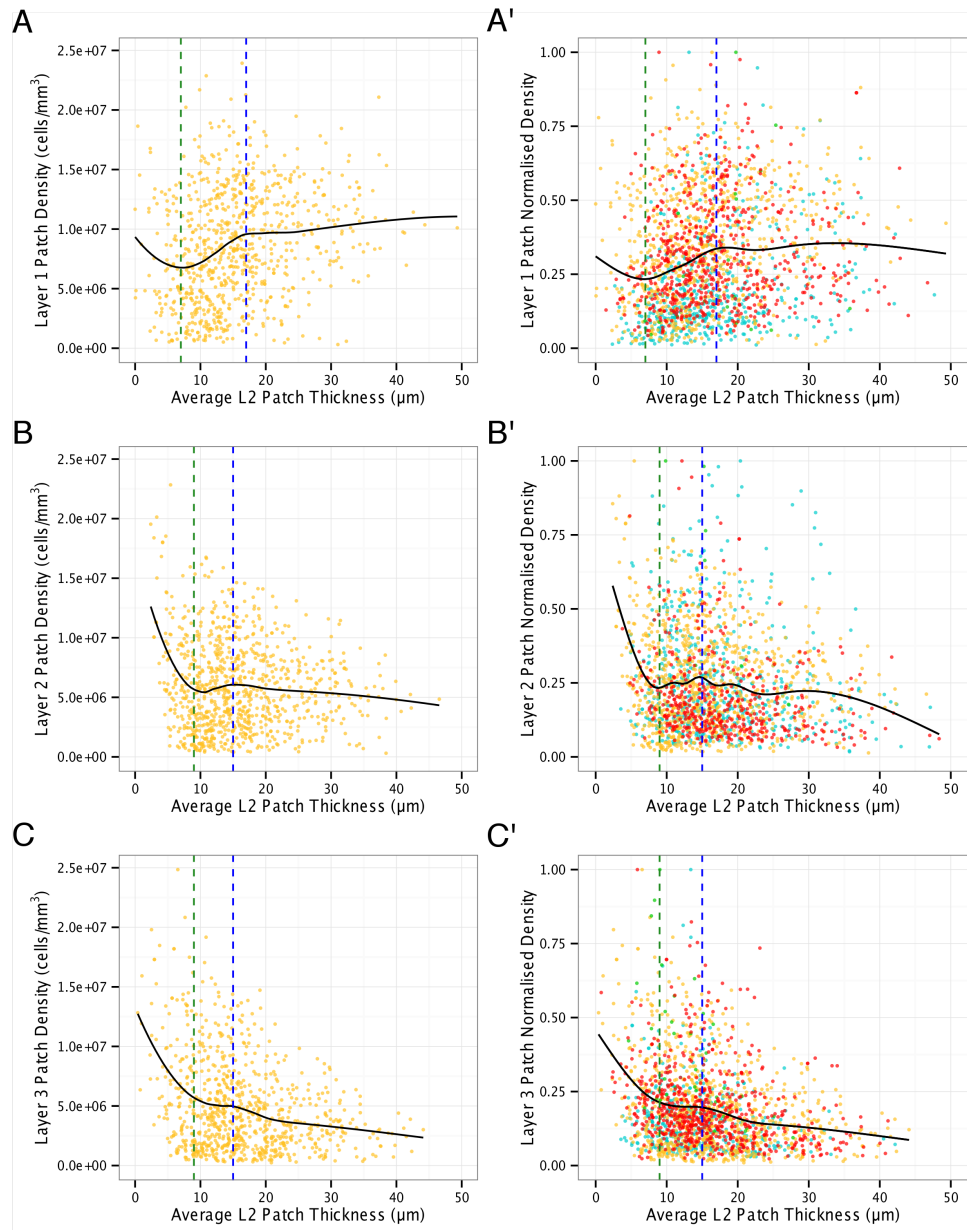 A
A'
2.5e+07
2.0e+07
1.5e+07
1.0e+07
5.0e+06
0.0e+00
Layer 1 Patch Density (cells/mm³)
0 10 20 30 40 50
Average L2 Patch Thickness (µm)
1.00
0.75
0.50
0.25
0.00
Layer 1 Patch Normalised Density
0 10 20 30 40 50
Average L2 Patch Thickness (µm)
B
B'
2.5e+07
2.0e+07
1.5e+07
1.0e+07
5.0e+06
0.0e+00
Layer 2 Patch Density (cells/mm³)
0 10 20 30 40 50
Average L2 Patch Thickness (µm)
1.00
0.75
0.50
0.25
0.00
Layer 2 Patch Normalised Density
0 10 20 30 40 50
Average L2 Patch Thickness (µm)
C
C'
2.5e+07
2.0e+07
1.5e+07
1.0e+07
5.0e+06
0.0e+00
Layer 3 Patch Density (cells/mm³)
0 10 20 30 40 50
Average L2 Patch Thickness (µm)
1.00
0.75
0.50
0.25
0.00
Layer 3 Patch Normalised Density
0 10 20 30 40 50
Average L2 Patch Thickness (µm)